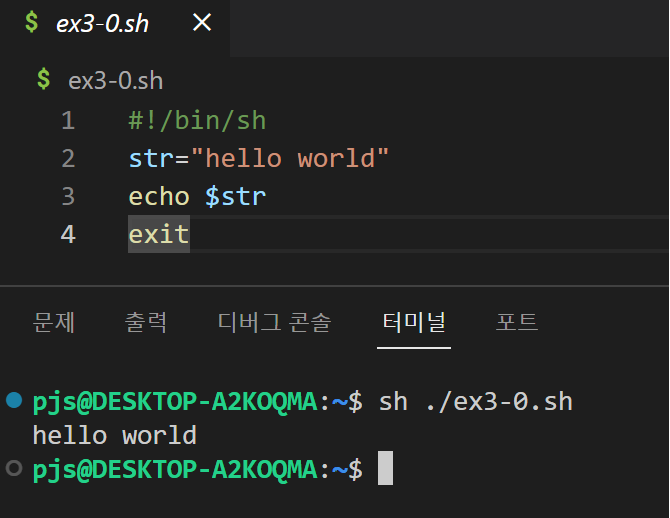 $ ex3-0.sh ×
$ ex3-0.sh
1 #!/bin/sh
2 str="hello world"
3 echo $str
4 exit
문제 출력 디버그 콘솔 터미널 포트
pjs@DESKTOP-A2KOQMA:~$ sh ./ex3-0.sh
hello world
pjs@DESKTOP-A2KOQMA:~$